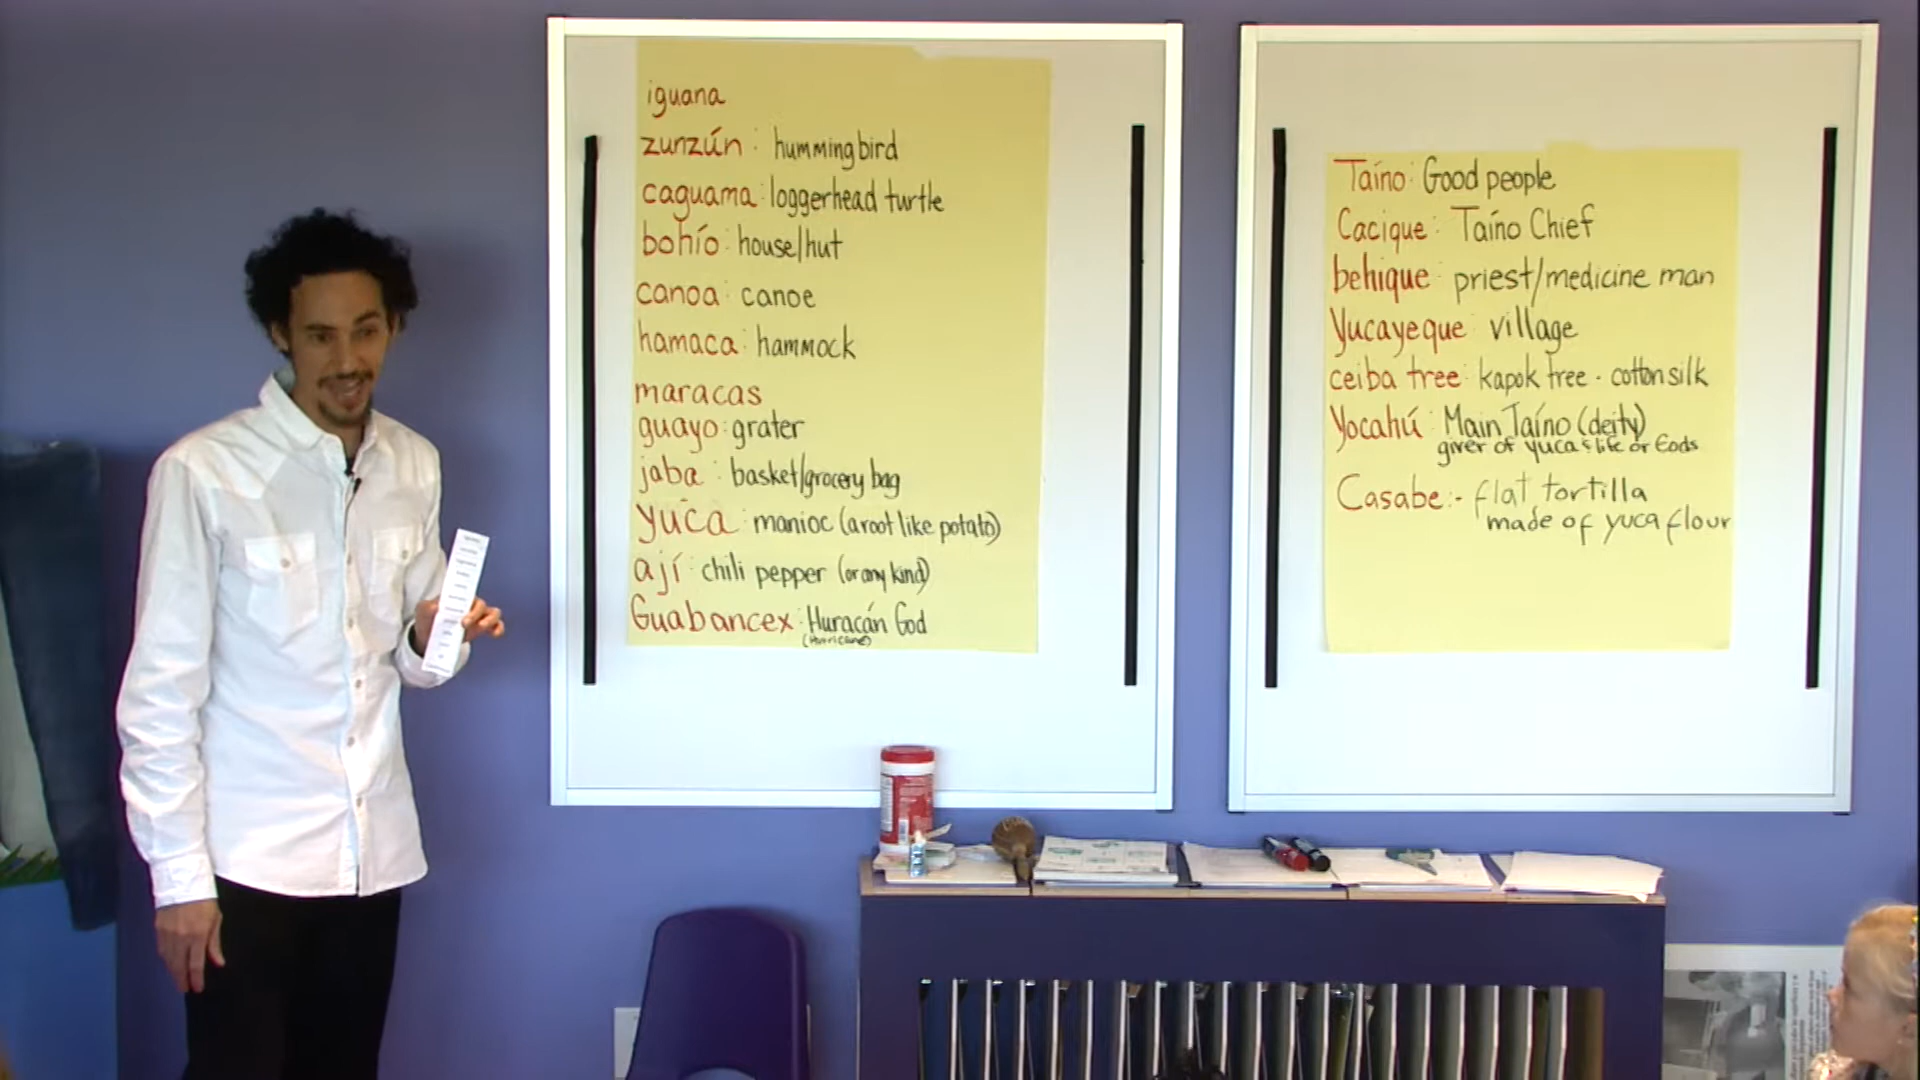 iguana
zunzún : hummingbird
caguama : loggerhead turtle
bohío : house/hut
canoa : canoe
hamaca : hammock
maracas
guayo : grater
jaba : basket/grocery bag
yuca : manioc (a root like potato)
ají : chili pepper (or any kind)
Guabancex : Huracán God
(Hurricane)
Taíno : Good people
Cacique : Taíno Chief
behique : priest/medicine man
Yucayeque : village
ceiba tree : kapok tree - cotton silk
Yocahú : Main Taíno (deity)
giver of yuca & life or
Casabe :- flat tortilla
made of yuca flour